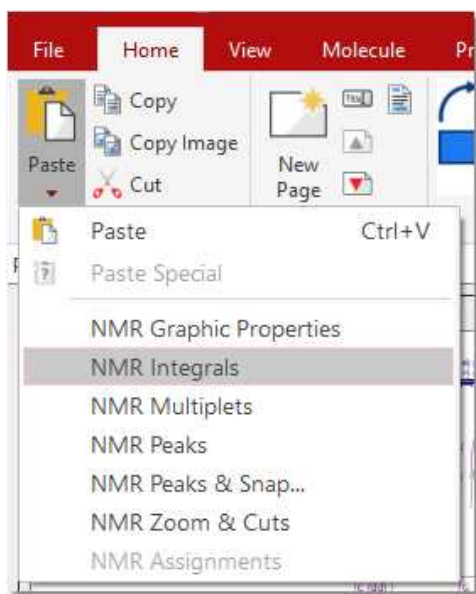 File Home View Molecule Pr
Copy
Copy Image
Cut
Paste
New
Page
Paste Ctrl+V
Paste Special
NMR Graphic Properties
NMR Integrals
NMR Multiplets
NMR Peaks
NMR Peaks & Snap...
NMR Zoom & Cuts
NMR Assignments